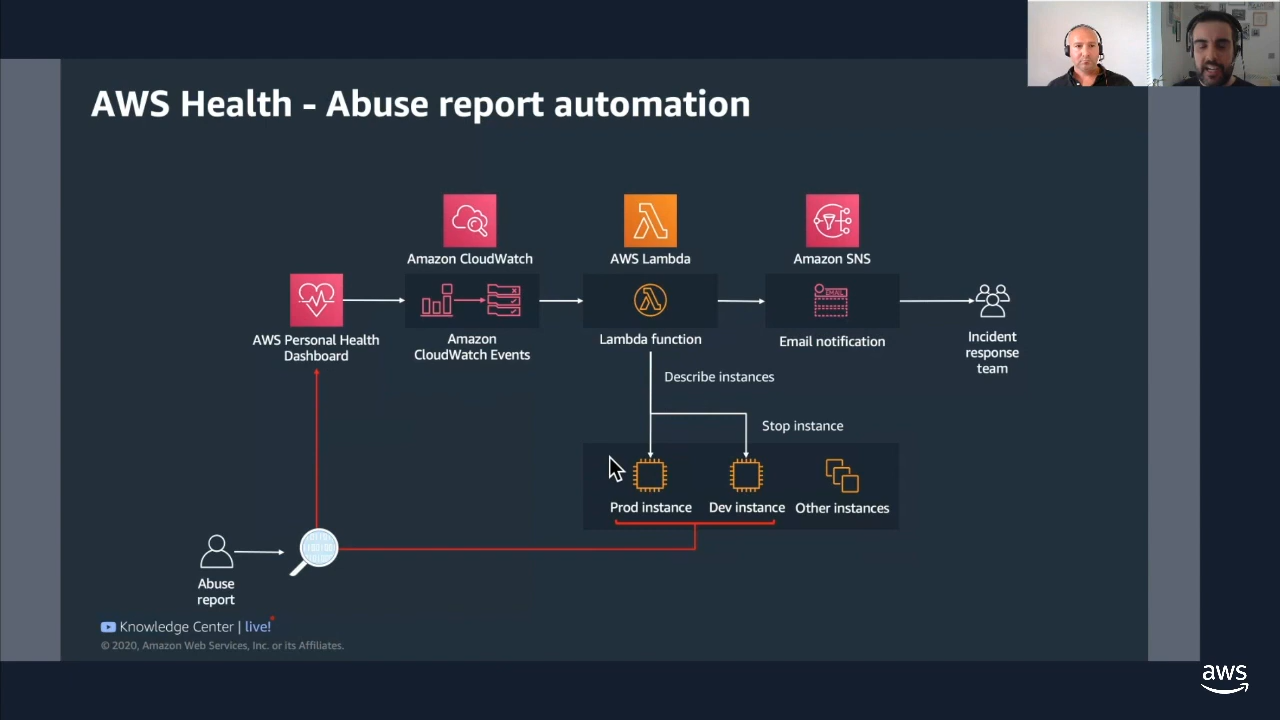 AWS Health - Abuse report automation
Amazon CloudWatch
AWS Lambda
Amazon SNS
EMAIL
AWS Personal Health
Dashboard
Amazon
CloudWatch Events
Lambda function
Email notification
Incident
response
team
Describe instances
Stop instance
Prod instance
Dev instance
Other instances
Abuse
report
Knowledge Center | live!
© 2020, Amazon Web Services, Inc. or its Affiliates.
aws